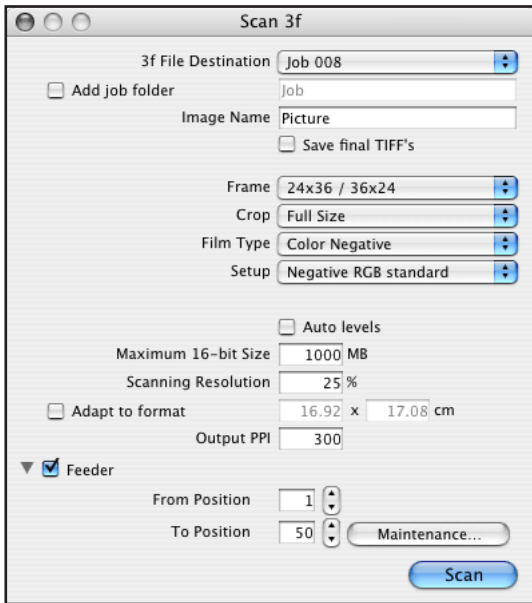 Scan 3f
3f File Destination Job 008
Add job folder Job
Image Name Picture
Save final TIFF's
Frame 24x36 / 36x24
Crop Full Size
Film Type Color Negative
Setup Negative RGB standard
Auto levels
Maximum 16-bit Size 1000 MB
Scanning Resolution 25 %
Adapt to format 16.92 x 17.08 cm
Output PPI 300
Feeder
From Position 1
To Position 50 Maintenance...
Scan